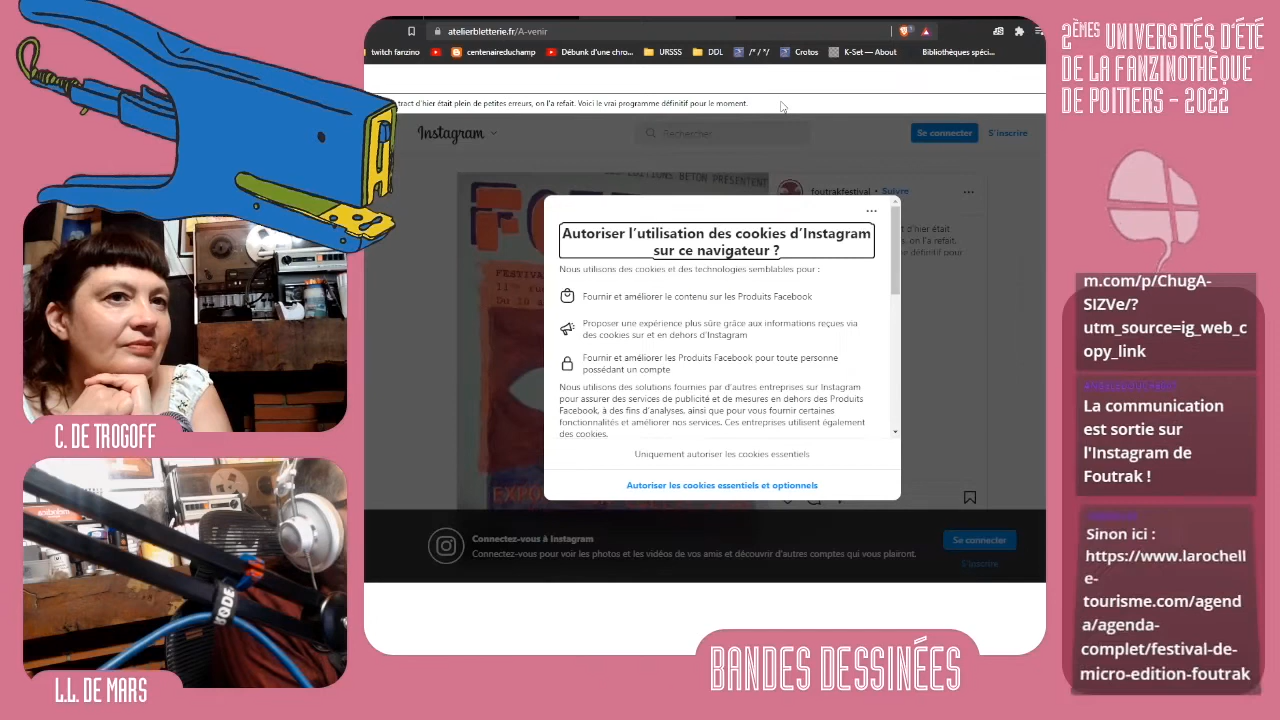 2ÈMES UNIVERSITÉS D'ÉTÉ
DE LA FANZINOTHÈQUE
DE POITIERS - 2022
atelierbletterie.fr/A-venir
twitch fanzino
centenaireduchamp
Débunk d'une chro...
URSSS
DDL
/* / */
Crotos
K-Set — About
Bibliothèques spéci...
tract d'hier était plein de petites erreurs, on l'a refait. Voici le vrai programme définitif pour le moment.
Instagram
Rechercher
Se connecter
S'inscrire
ÉDITIONS BETON PRÉSENTENT
foutrakfestival • Suivre
Autoriser l'utilisation des cookies d'Instagram
sur ce navigateur ?
Nous utilisons des cookies et des technologies semblables pour :
Fournir et améliorer le contenu sur les Produits Facebook
Proposer une expérience plus sûre grâce aux informations reçues via
des cookies sur et en dehors d'Instagram
Fournir et améliorer les Produits Facebook pour toute personne
possédant un compte
Nous utilisons des solutions fournies par d'autres entreprises sur Instagram
pour assurer des services de publicité et de mesures en dehors des Produits
Facebook, à des fins d'analyses, ainsi que pour vous fournir certaines
fonctionnalités et améliorer nos services. Ces entreprises utilisent également
des cookies.
Uniquement autoriser les cookies essentiels
Autoriser les cookies essentiels et optionnels
Connectez-vous à Instagram
Connectez-vous pour voir les photos et les vidéos de vos amis et découvrir d'autres comptes qui vous plairont.
Se connecter
S'inscrire
C. DE TROGOFF
L.L. DE MARS
BODE
BANDES DESSINÉES
m.com/p/ChugA-
SIZVe/?
utm_source=ig_web_c
opy_link
La communication
est sortie sur
l'Instagram de
Foutrak !
Sinon ici :
https://www.larochell
e-
tourisme.com/agend
a/agenda-
complet/festival-de-
micro-edition-foutrak